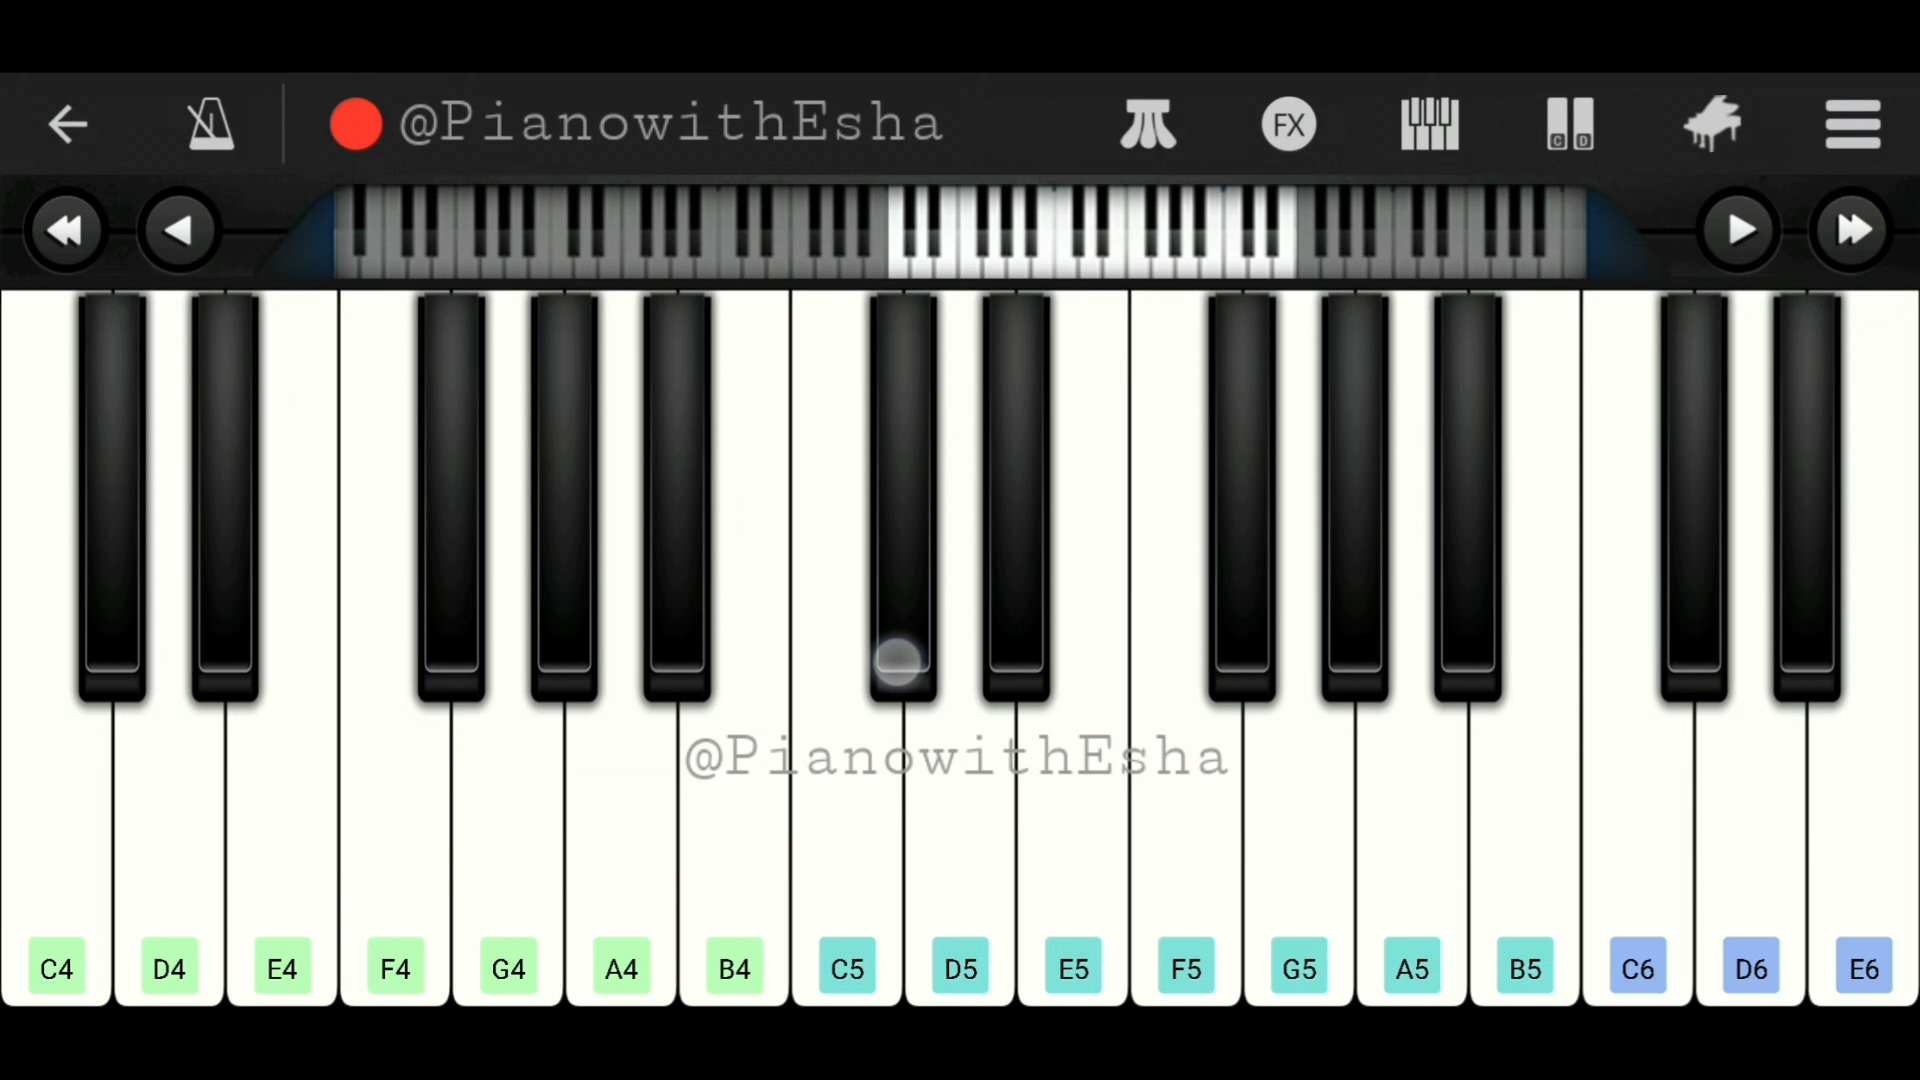 @PianowithEsha
FX
C D
@PianowithEsha
C4 D4 E4 F4 G4 A4 B4 C5 D5 E5 F5 G5 A5 B5 C6 D6 E6